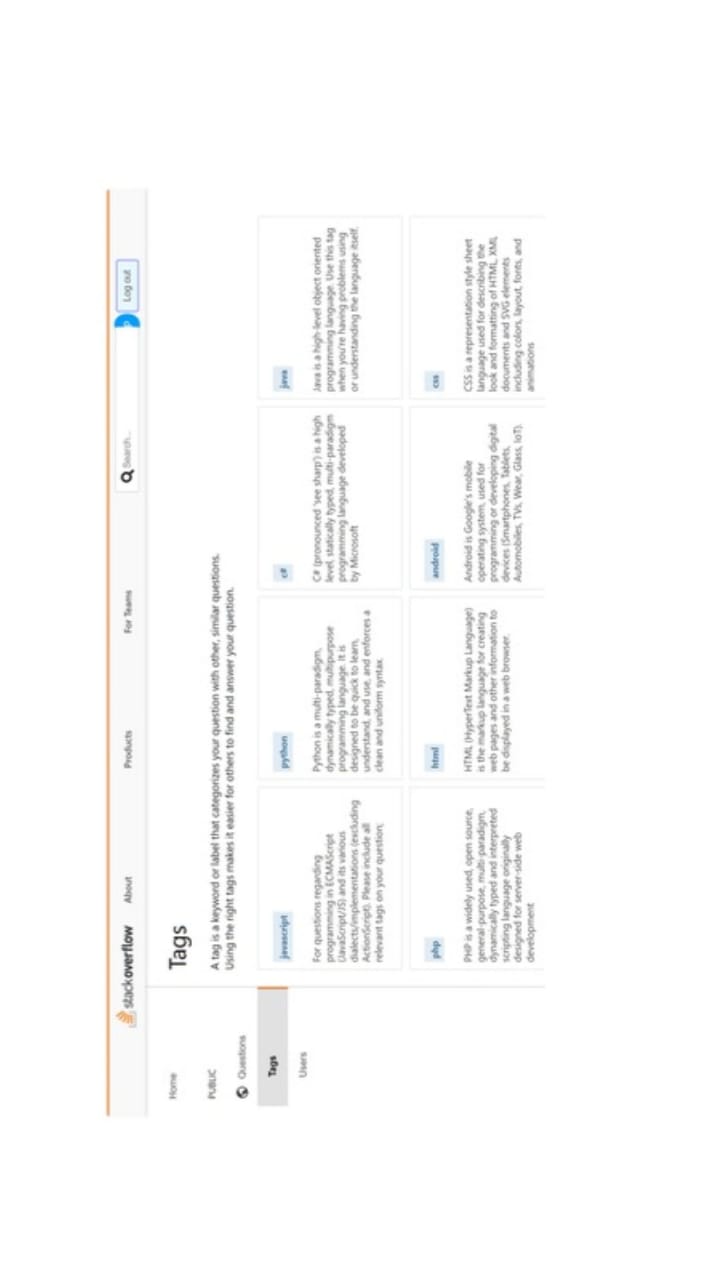 stackoverflow About Products For Teams Search... Log out
Home
PUBLIC
Questions
Tags
Users
Tags
A tag is a keyword or label that categorizes your question with other, similar questions.
Using the right tags makes it easier for others to find and answer your question.
javascript
For questions regarding
programming in ECMAScript
(JavaScript/JS) and its various
dialects/implementations (excluding
ActionScript). Please include all
relevant tags on your question;
python
Python is a multi-paradigm,
dynamically typed, multipurpose
programming language. It is
designed to be quick to learn,
understand, and use, and enforces a
clean and uniform syntax.
c#
C# (pronounced 'see sharp') is a high
level, statically typed, multi-paradigm
programming language developed
by Microsoft
java
Java is a high-level object oriented
programming language. Use this tag
when you're having problems using
or understanding the language itself.
php
PHP is a widely used, open source,
general-purpose, multi-paradigm,
dynamically typed and interpreted
scripting language originally
designed for server-side web
development
html
HTML (HyperText Markup Language)
is the markup language for creating
web pages and other information to
be displayed in a web browser.
android
Android is Google's mobile
operating system, used for
programming or developing digital
devices (Smartphones, Tablets,
Automobiles, TVs, Wear, Glass, IoT).
css
CSS is a representation style sheet
language used for describing the
look and formatting of HTML, XML
documents and SVG elements
including colors, layout, fonts, and
animations